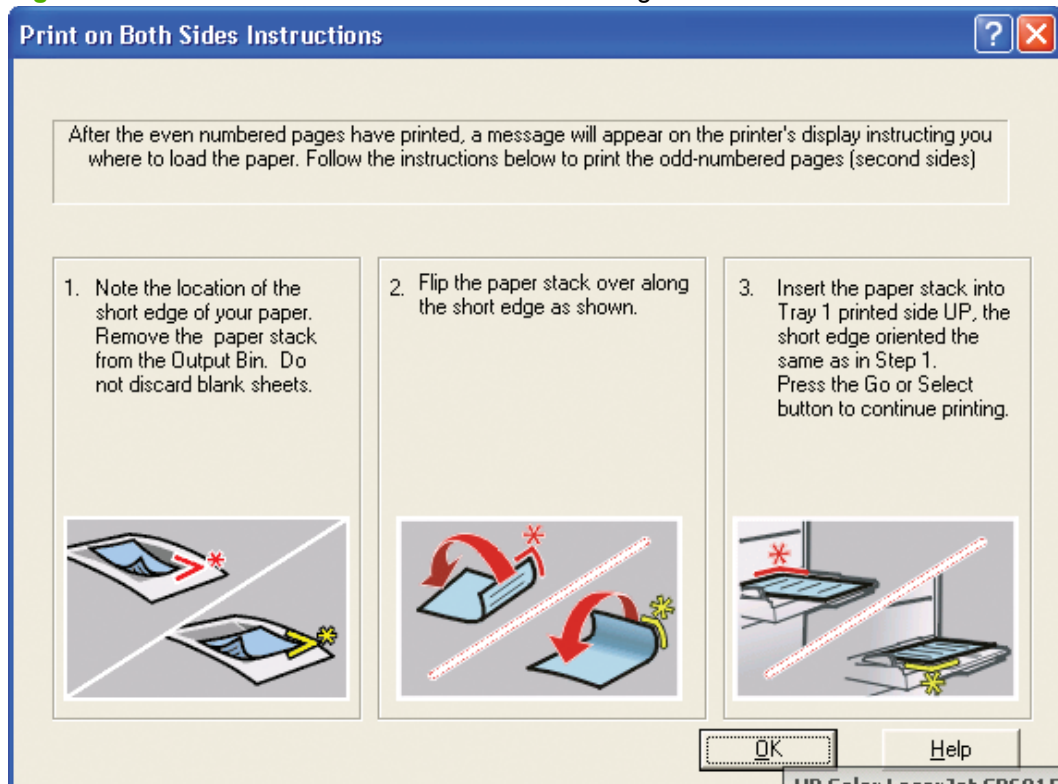 Print on Both Sides Instructions
After the even numbered pages have printed, a message will appear on the printer's display instructing you
where to load the paper. Follow the instructions below to print the odd-numbered pages (second sides)
1. Note the location of the
short edge of your paper.
Remove the paper stack
from the Output Bin. Do
not discard blank sheets.
2. Flip the paper stack over along
the short edge as shown.
3. Insert the paper stack into
Tray 1 printed side UP, the
short edge oriented the
same as in Step 1.
Press the Go or Select
button to continue printing.
OK
Help
HP Color LaserJet